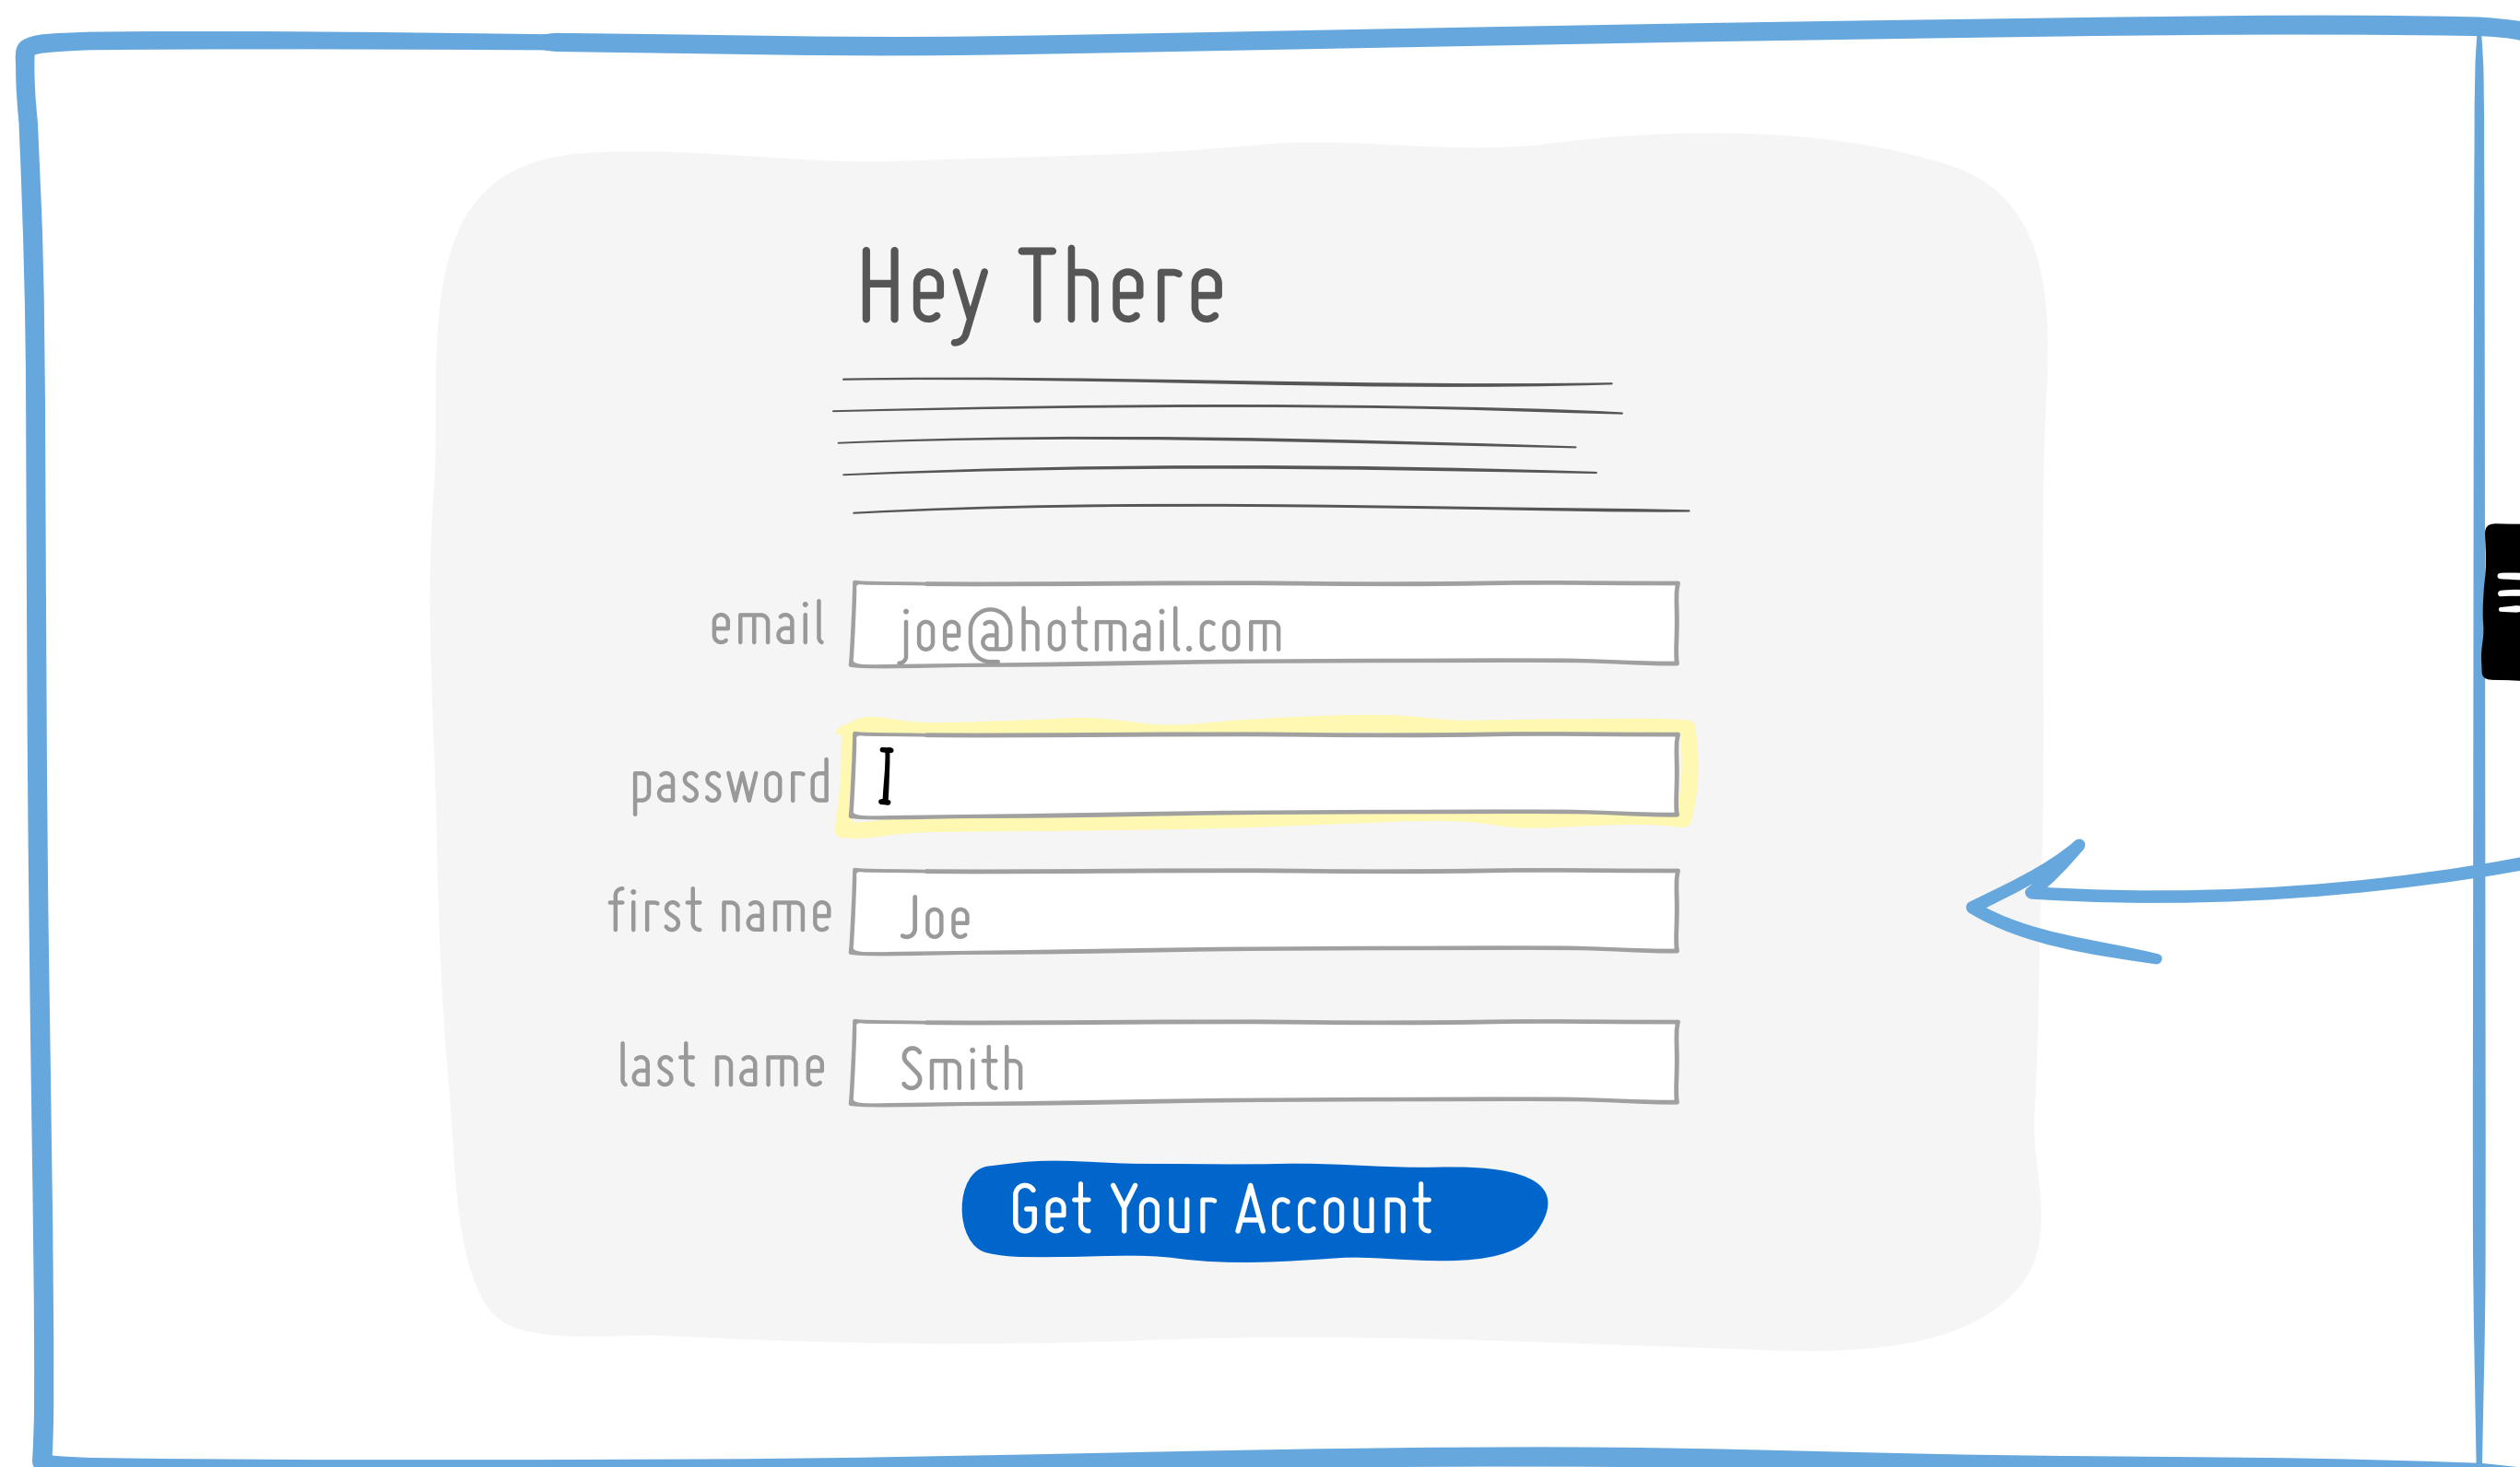 Hey There
email joe@hotmail.com
password
first name Joe
last name Smith
Get Your Account